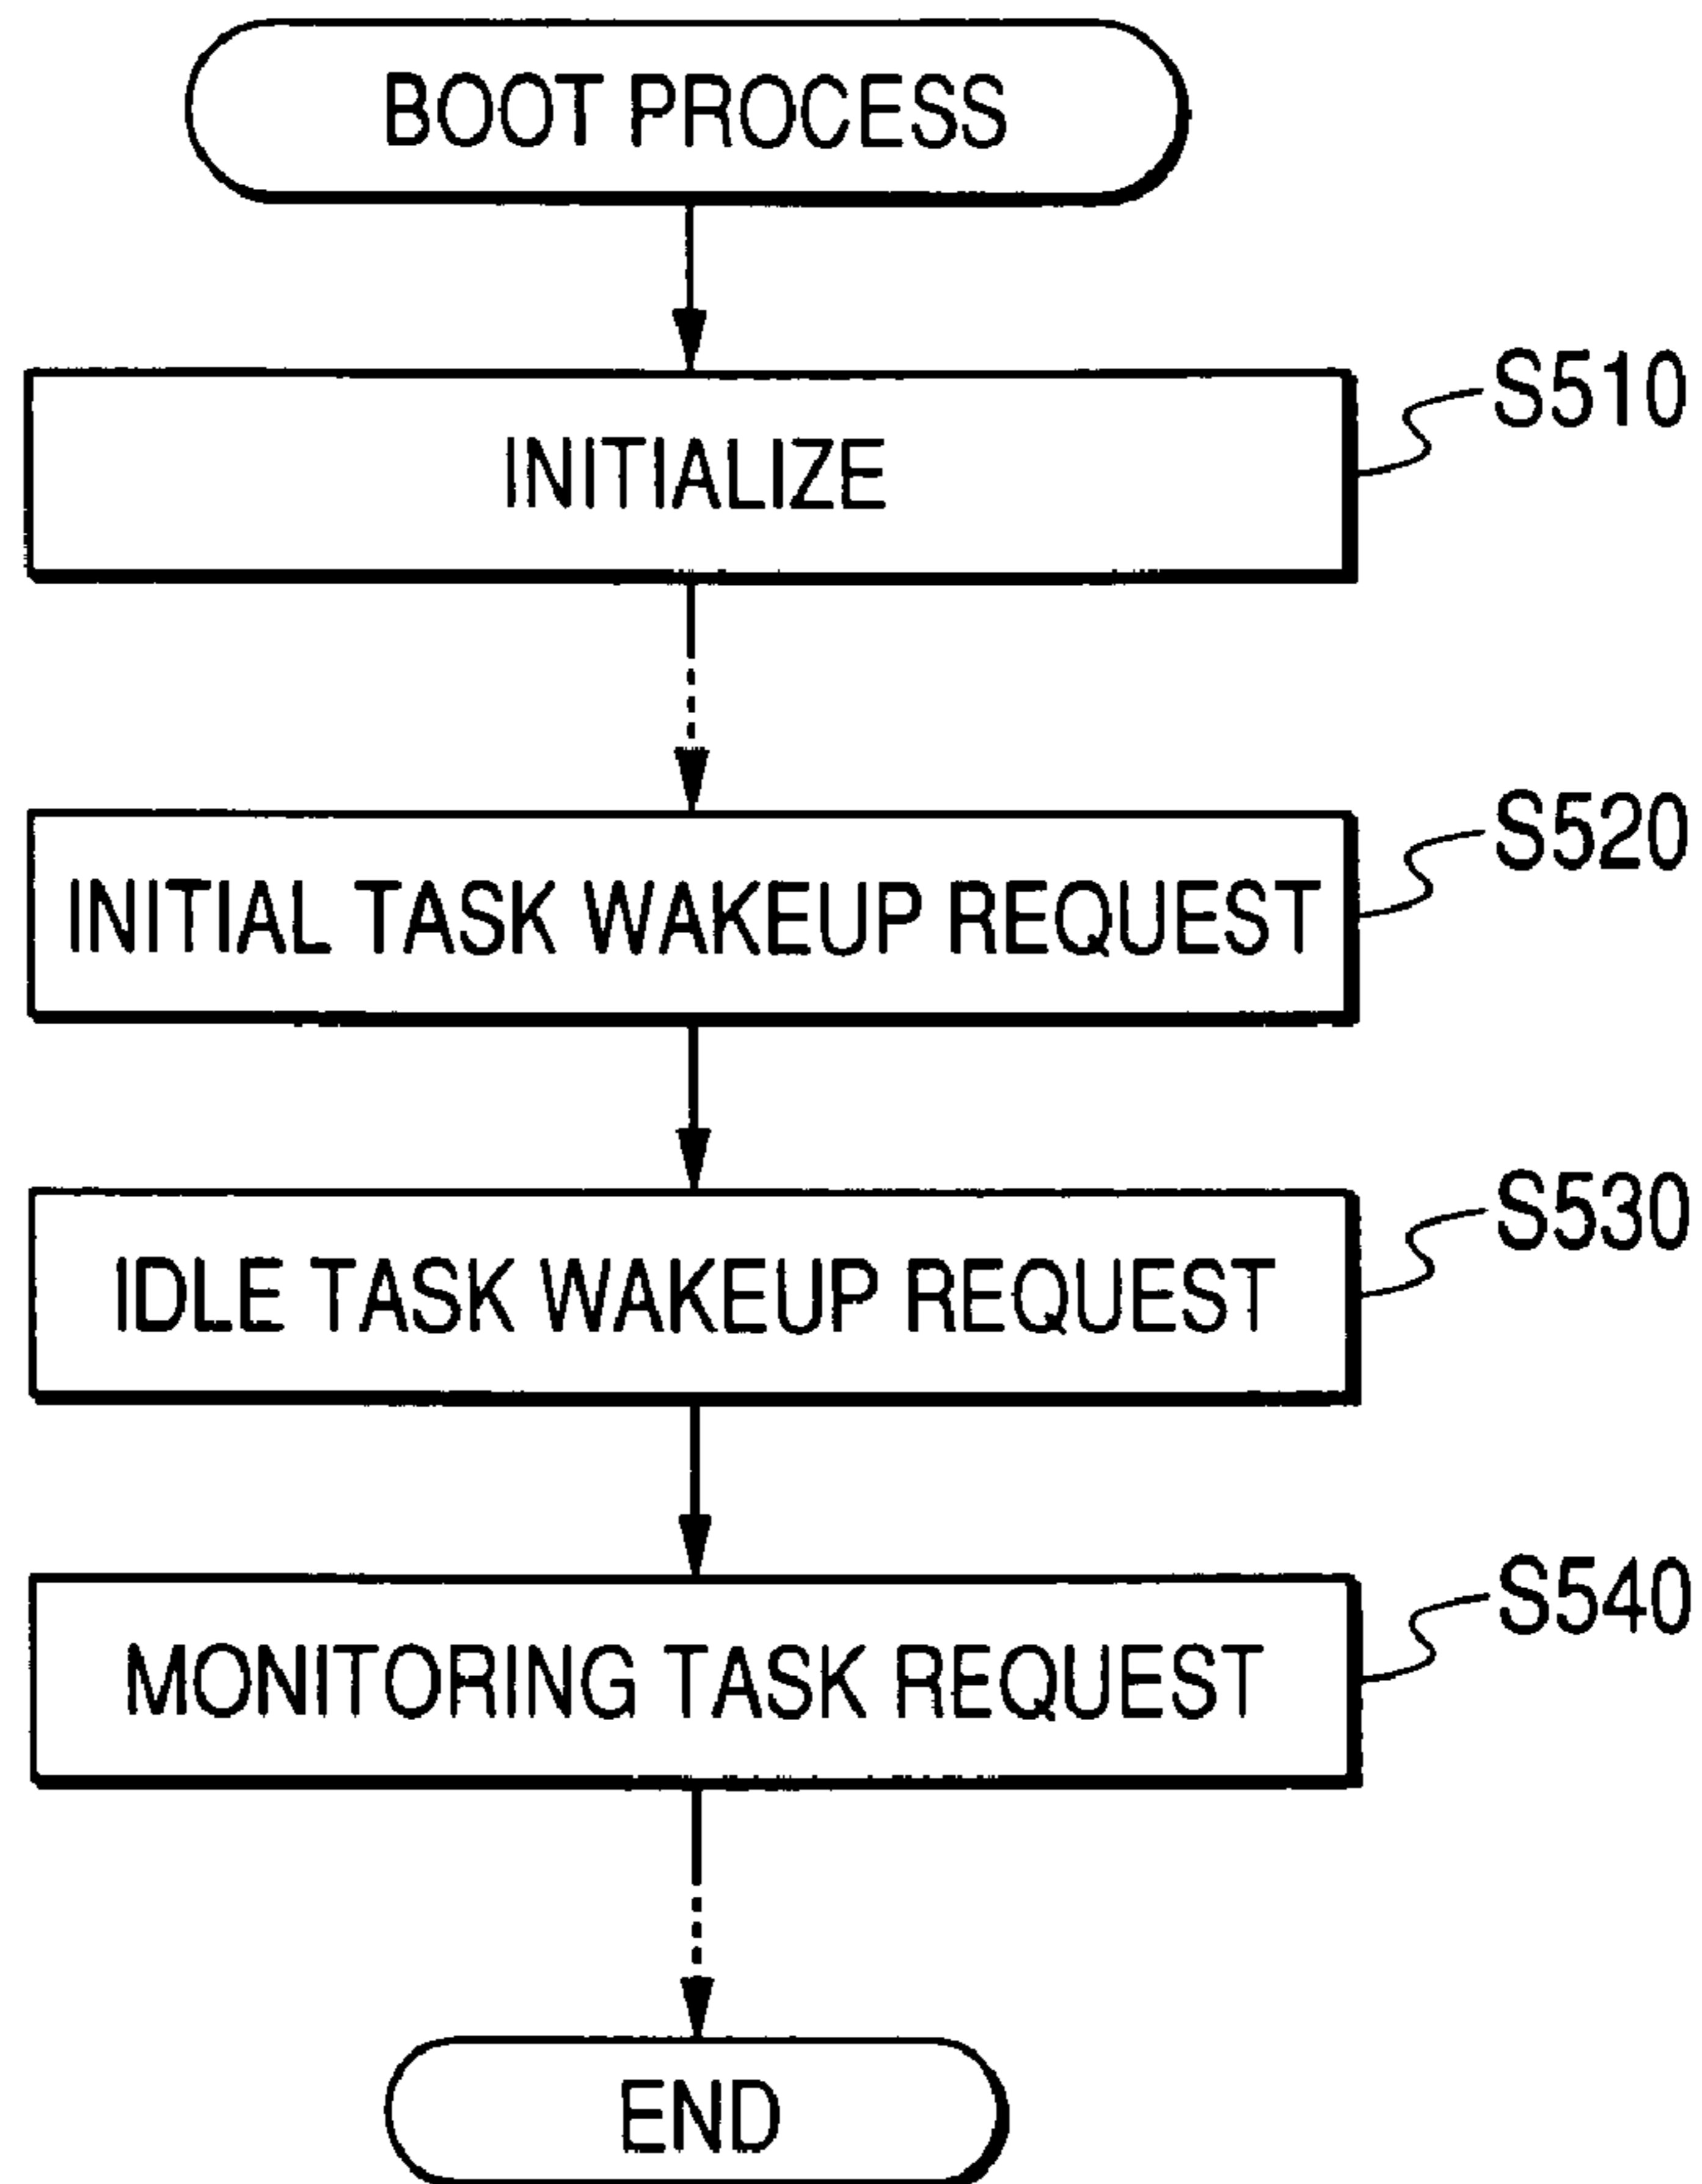 BOOT PROCESS
INITIALIZE
S510
INITIAL TASK WAKEUP REQUEST
S520
IDLE TASK WAKEUP REQUEST
S530
MONITORING TASK REQUEST
S540
END